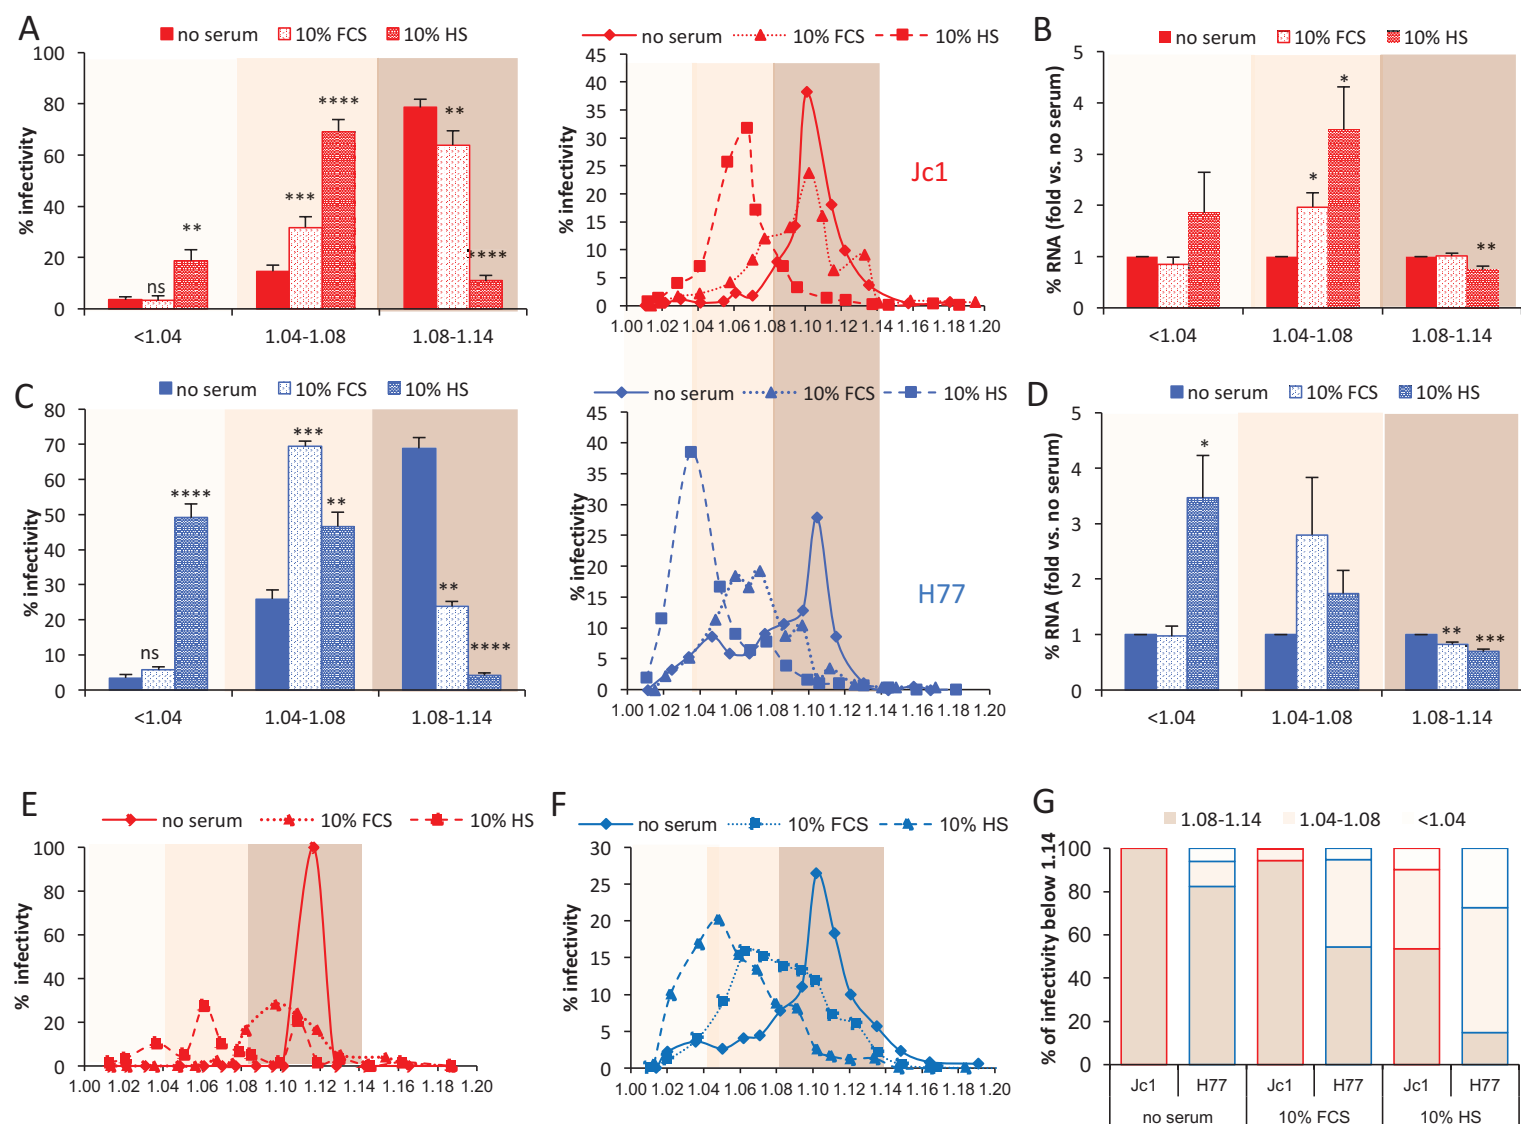 A
no serum 10% FCS 10% HS
% infectivity
100
80
60
40
20
0
ns
**
***
****
**
****
<1.04 1.04-1.08 1.08-1.14
no serum 10% FCS 10% HS
% infectivity
45
40
35
30
25
20
15
10
5
0
Jc1
1.00 1.02 1.04 1.06 1.08 1.10 1.12 1.14 1.16 1.18 1.20
B
no serum 10% FCS 10% HS
% RNA (fold vs. no serum)
5
4
3
2
1
0
*
*
**
<1.04 1.04-1.08 1.08-1.14
C
no serum 10% FCS 10% HS
% infectivity
80
70
60
50
40
30
20
10
0
ns
****
***
**
**
****
<1.04 1.04-1.08 1.08-1.14
no serum 10% FCS 10% HS
% infectivity
45
40
35
30
25
20
15
10
5
0
H77
1.00 1.02 1.04 1.06 1.08 1.10 1.12 1.14 1.16 1.18 1.20
D
no serum 10% FCS 10% HS
% RNA (fold vs. no serum)
5
4
3
2
1
0
*
**
***
<1.04 1.04-1.08 1.08-1.14
E
no serum 10% FCS 10% HS
% infectivity
100
80
60
40
20
0
1.00 1.02 1.04 1.06 1.08 1.10 1.12 1.14 1.16 1.18 1.20
F
no serum 10% FCS 10% HS
% infectivity
30
25
20
15
10
5
0
1.00 1.02 1.04 1.06 1.08 1.10 1.12 1.14 1.16 1.18 1.20
G
1.08-1.14 1.04-1.08 <1.04
% of infectivity below 1.14
100
80
60
40
20
0
Jc1 H77 Jc1 H77 Jc1 H77
no serum 10% FCS 10% HS